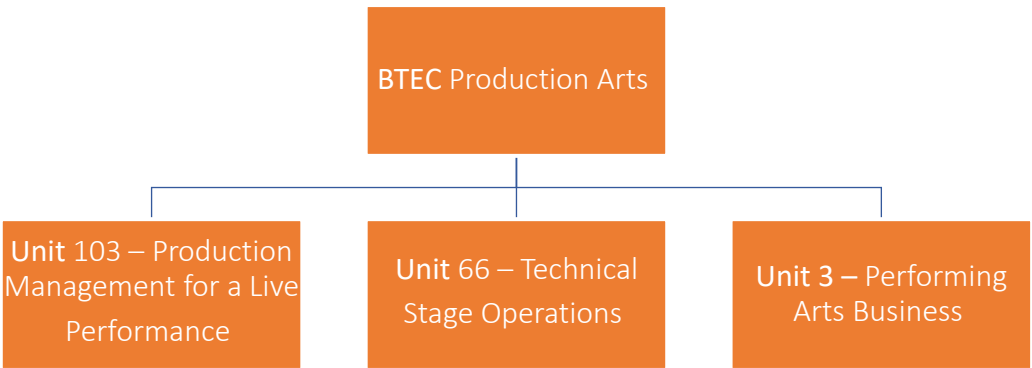 BTEC Production Arts
Unit 103 – Production
Management for a Live
Performance
Unit 66 – Technical
Stage Operations
Unit 3 – Performing
Arts Business